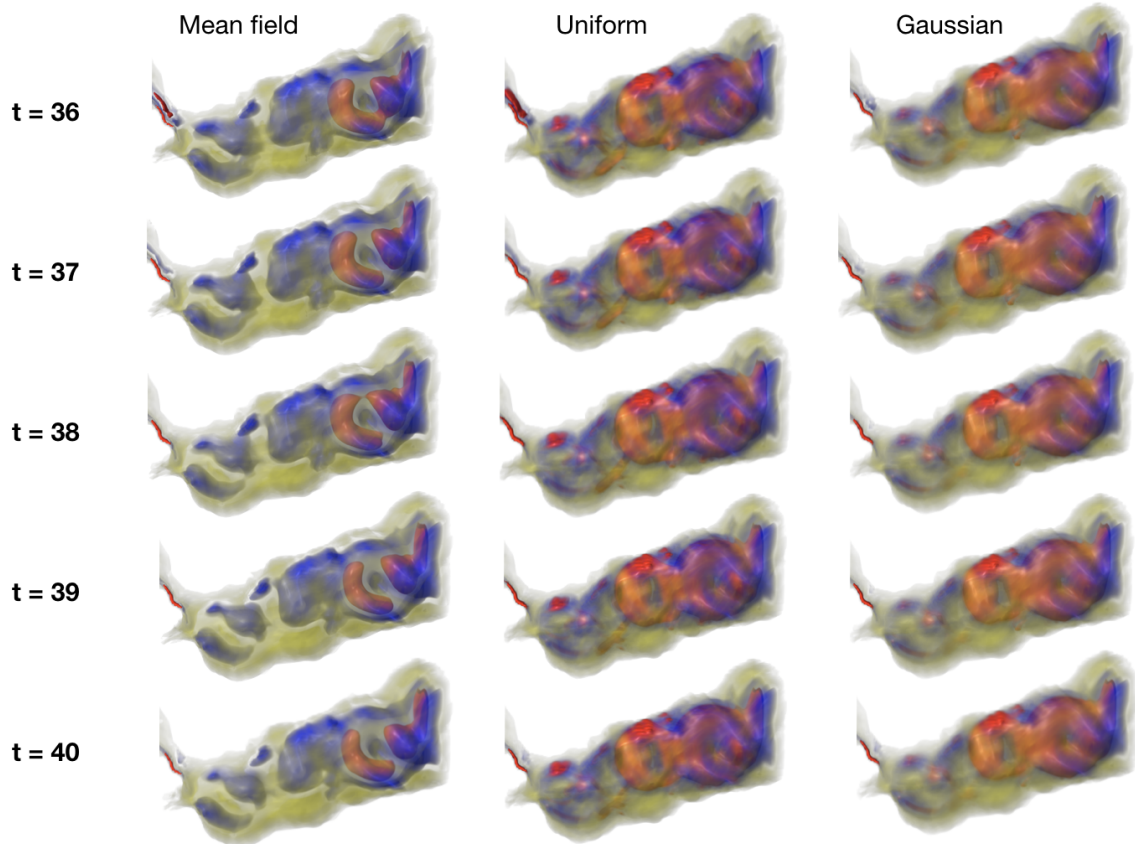 Mean field Uniform Gaussian
t = 36
t = 37
t = 38
t = 39
t = 40